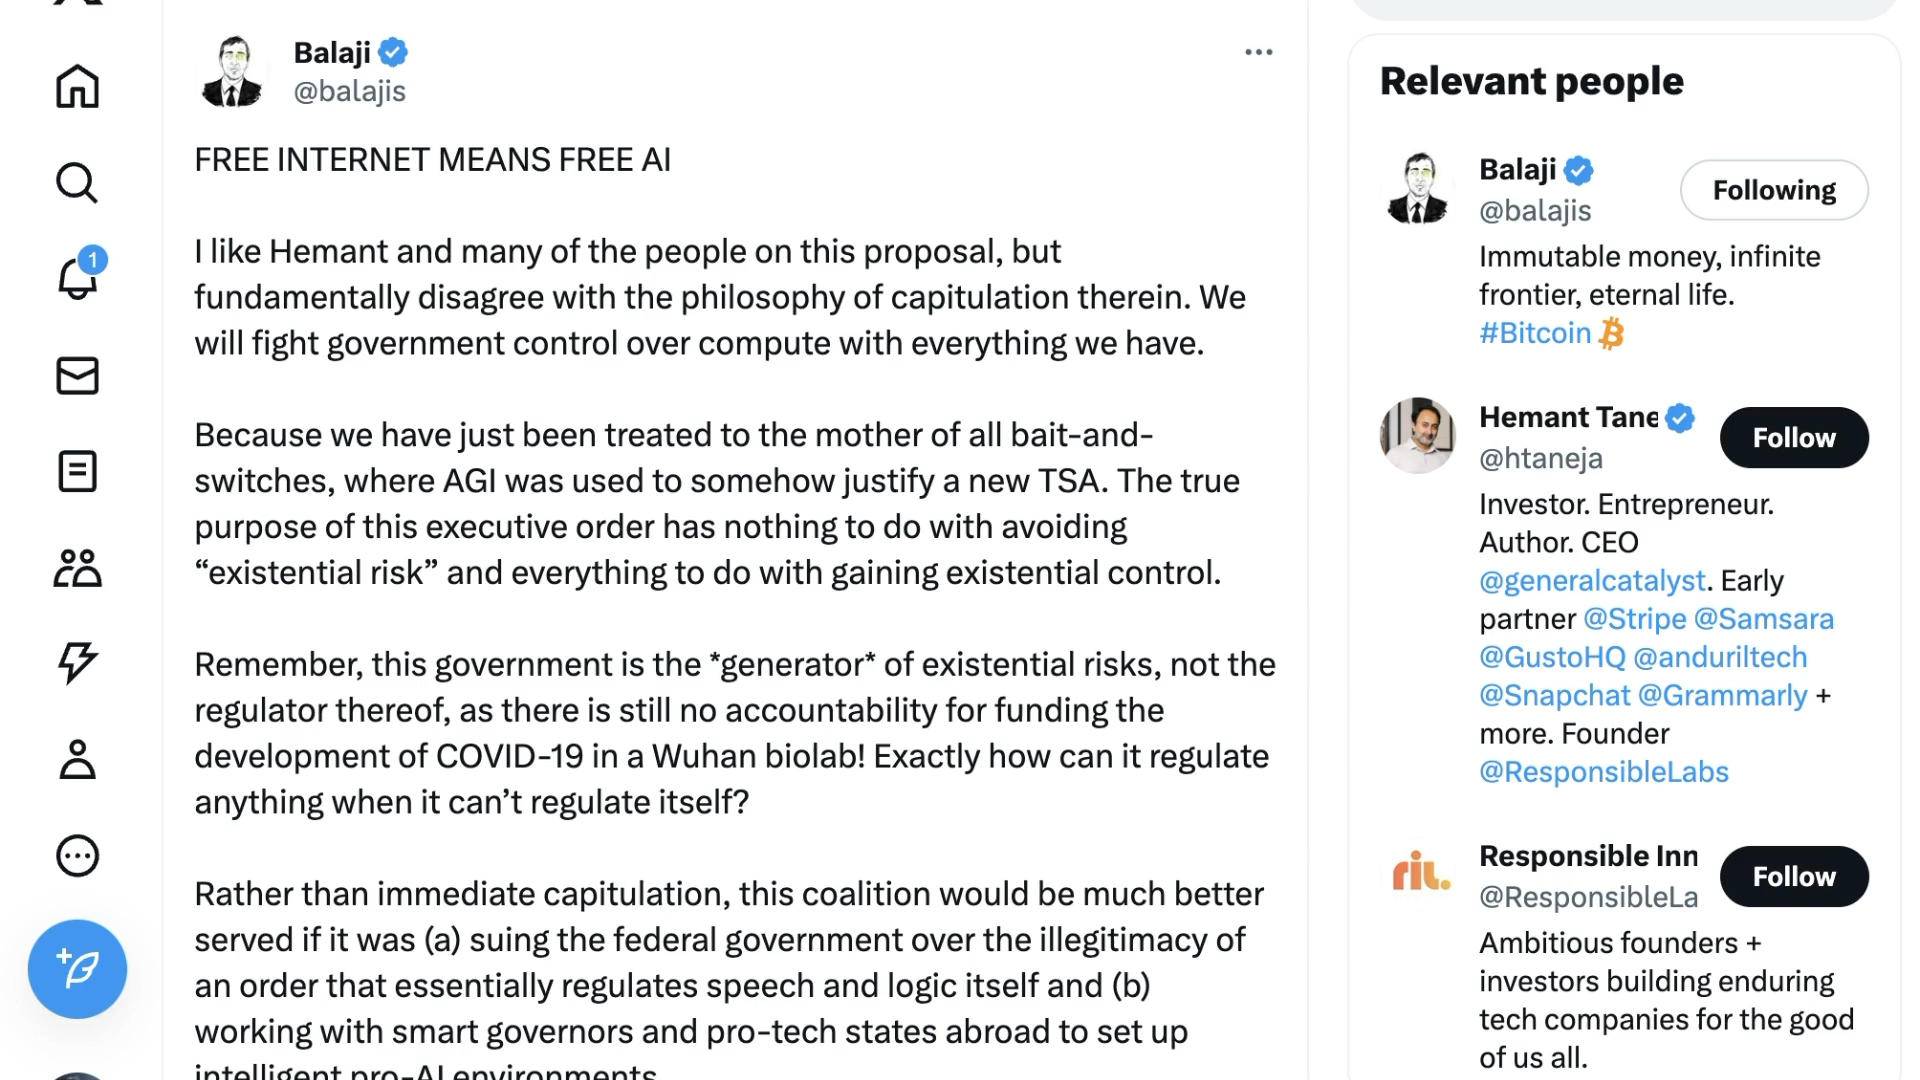 Balaji
@balajis
FREE INTERNET MEANS FREE AI
I like Hemant and many of the people on this proposal, but
fundamentally disagree with the philosophy of capitulation therein. We
will fight government control over compute with everything we have.
Because we have just been treated to the mother of all bait-and-
switches, where AGI was used to somehow justify a new TSA. The true
purpose of this executive order has nothing to do with avoiding
“existential risk” and everything to do with gaining existential control.
Remember, this government is the *generator* of existential risks, not the
regulator thereof, as there is still no accountability for funding the
development of COVID-19 in a Wuhan biolab! Exactly how can it regulate
anything when it can’t regulate itself?
Rather than immediate capitulation, this coalition would be much better
served if it was (a) suing the federal government over the illegitimacy of
an order that essentially regulates speech and logic itself and (b)
working with smart governors and pro-tech states abroad to set up
intelligent pro-AI environments
1
Relevant people
Balaji
@balajis
Following
Immutable money, infinite
frontier, eternal life.
#Bitcoin
Hemant Tane
@htaneja
Follow
Investor. Entrepreneur.
Author. CEO
@generalcatalyst. Early
partner @Stripe @Samsara
@GustoHQ @anduriltech
@Snapchat @Grammarly +
more. Founder
@ResponsibleLabs
ril.
Responsible Inn
@ResponsibleLa
Follow
Ambitious founders +
investors building enduring
tech companies for the good
of us all.